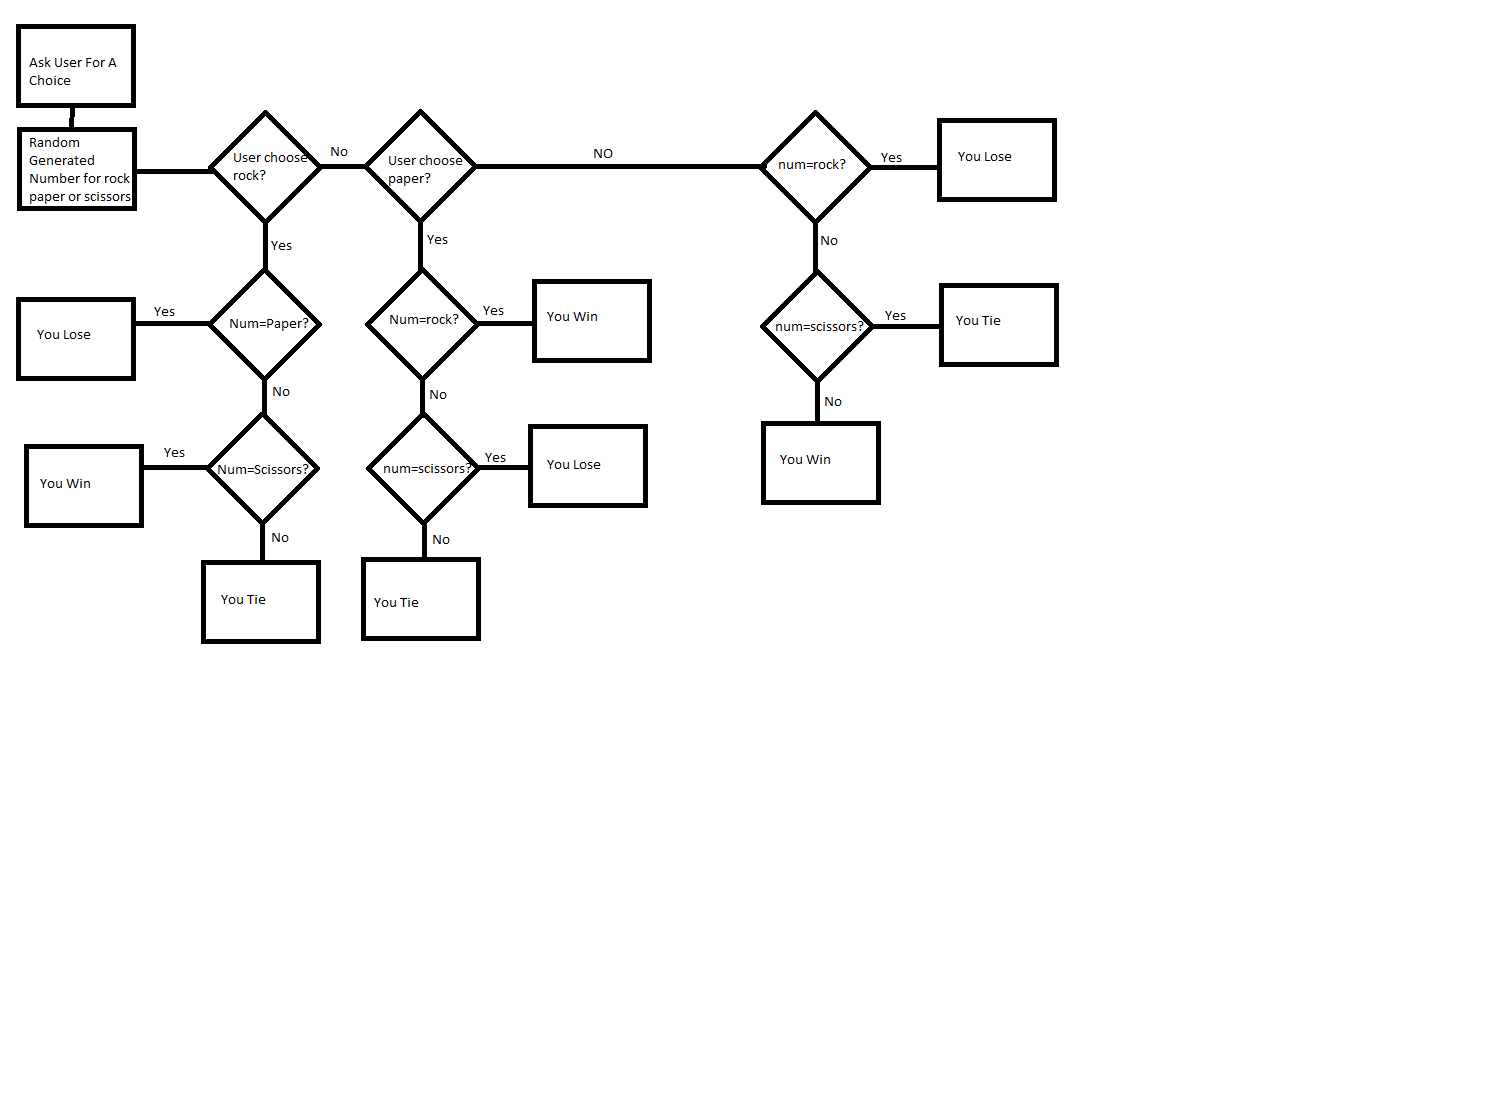 Ask User For A
Choice
Random
Generated
Number for rock
paper or scissors
User choose
rock?
No
User choose
paper?
NO
num=rock?
Yes
You Lose
Yes
Yes
No
You Lose
Yes
Num=Paper?
Num=rock?
Yes
You Win
num=scissors?
Yes
You Tie
No
No
No
You Win
Yes
Num=Scissors?
num=scissors?
Yes
You Lose
You Win
No
No
You Tie
You Tie